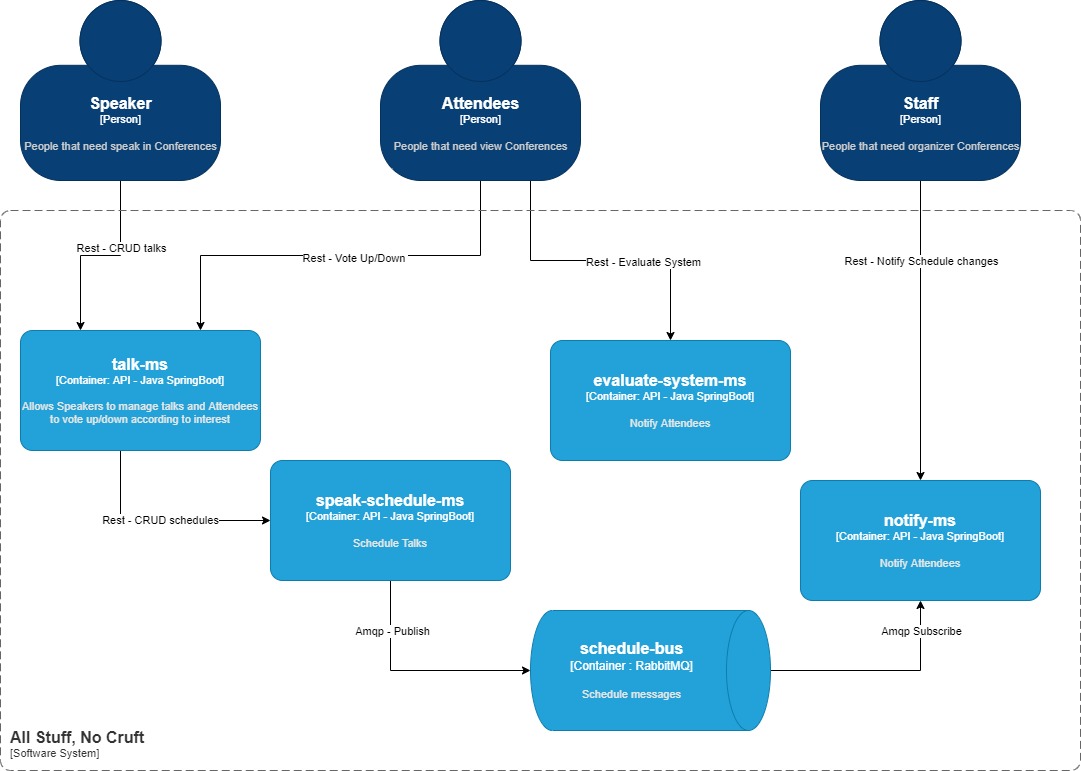 Speaker
[Person]
People that need speak in Conferences
Attendees
[Person]
People that need view Conferences
Staff
[Person]
People that need organizer Conferences
Rest - CRUD talks
Rest - Vote Up/Down
Rest - Evaluate System
Rest - Notify Schedule changes
talk-ms
[Container: API - Java SpringBoot]
Allows Speakers to manage talks and Attendees
to vote up/down according to interest
evaluate-system-ms
[Container: API - Java SpringBoot]
Notify Attendees
Rest - CRUD schedules
speak-schedule-ms
[Container: API - Java SpringBoot]
Schedule Talks
notify-ms
[Container: API - Java SpringBoot]
Notify Attendees
Amqp - Publish
Amqp Subscribe
schedule-bus
[Container : RabbitMQ]
Schedule messages
All Stuff, No Cruft
[Software System]